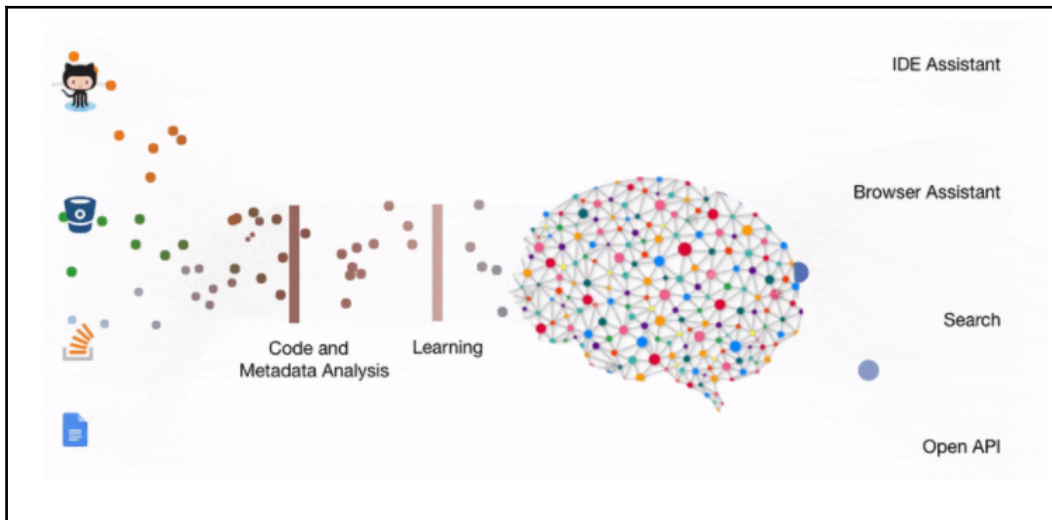 IDE Assistant
Browser Assistant
Search
Open API
Code and
Metadata Analysis
Learning